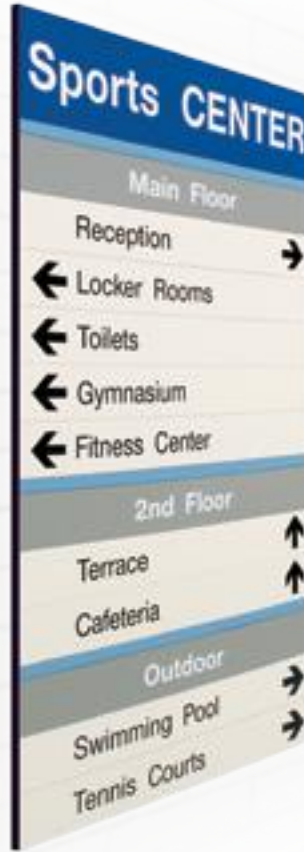 Sports CENTER
Main Floor
Reception →
← Locker Rooms
← Toilets
← Gymnasium
← Fitness Center
2nd Floor
Terrace ↑
Cafeteria ↑
Outdoor
Swimming Pool →
Tennis Courts →